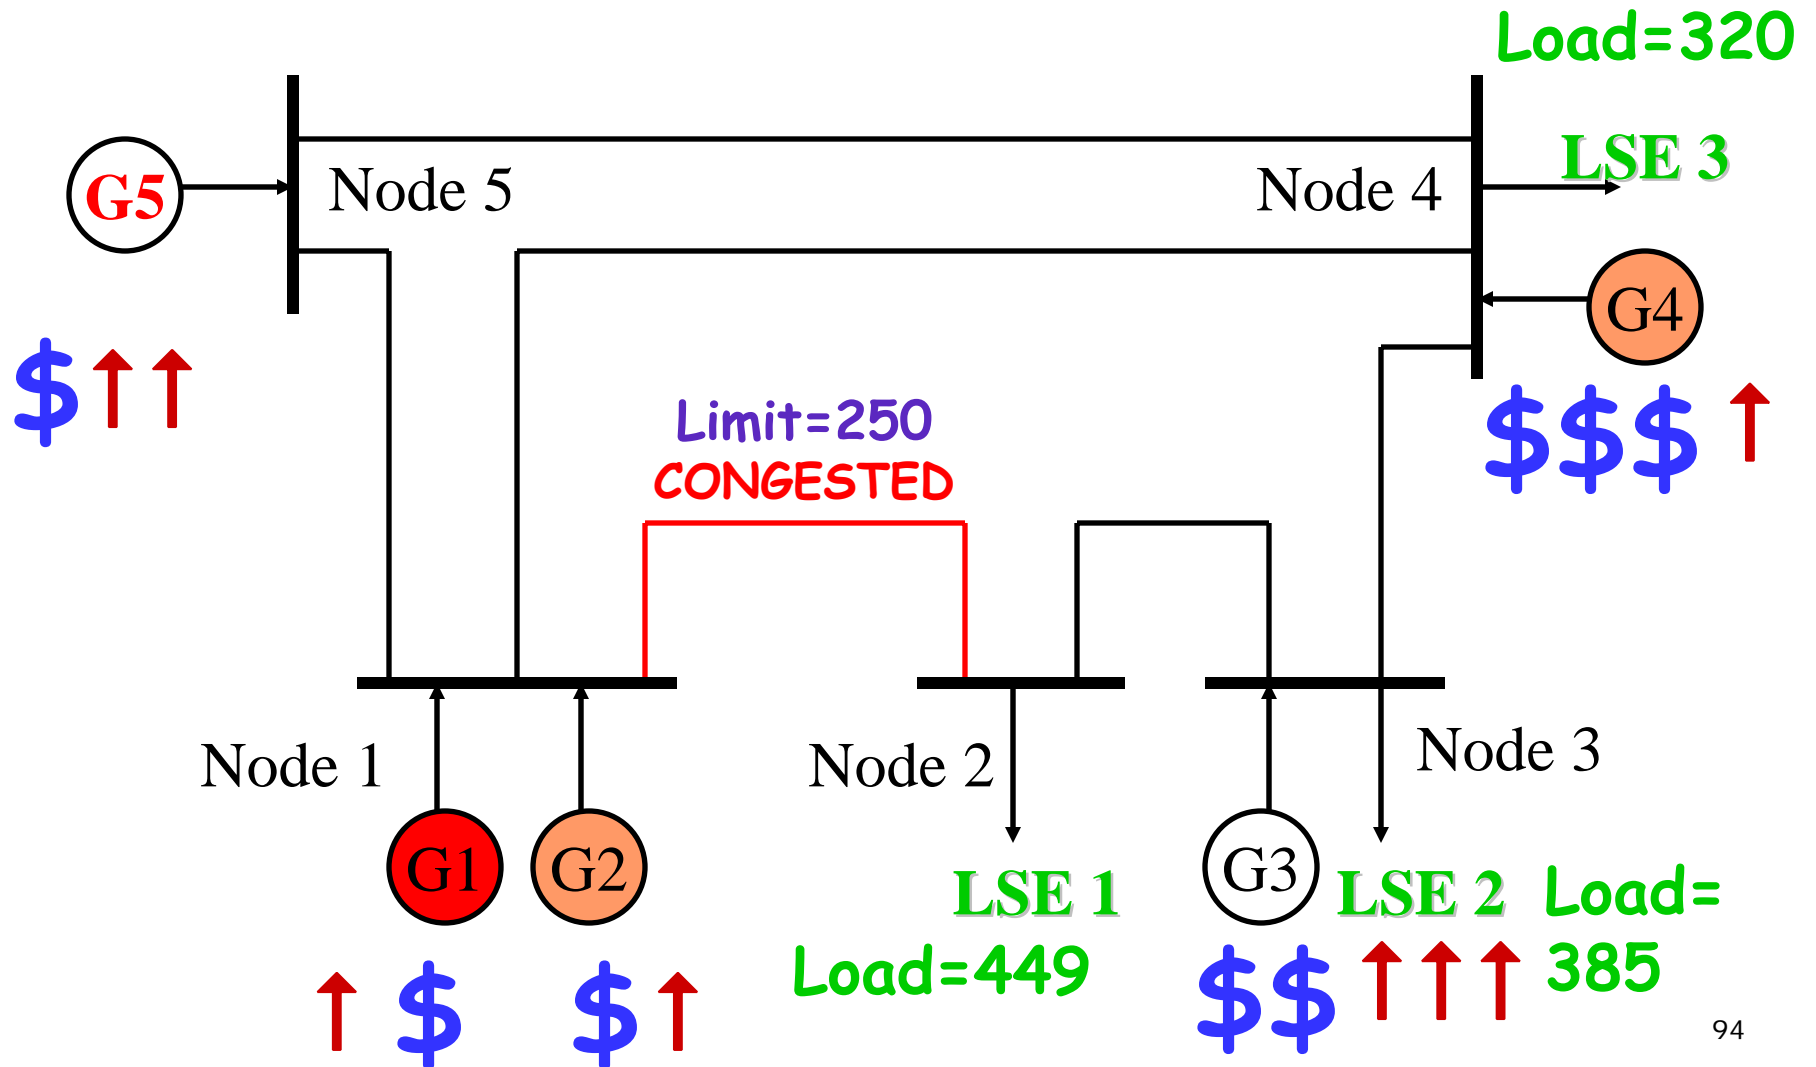 Load=320
LSE 3
G5
Node 5
Node 4
G4
$
$$$
Limit=250
CONGESTED
Node 1
Node 2
Node 3
G1
G2
LSE 1
G3
LSE 2
Load=
385
Load=449
$
$
$$
94